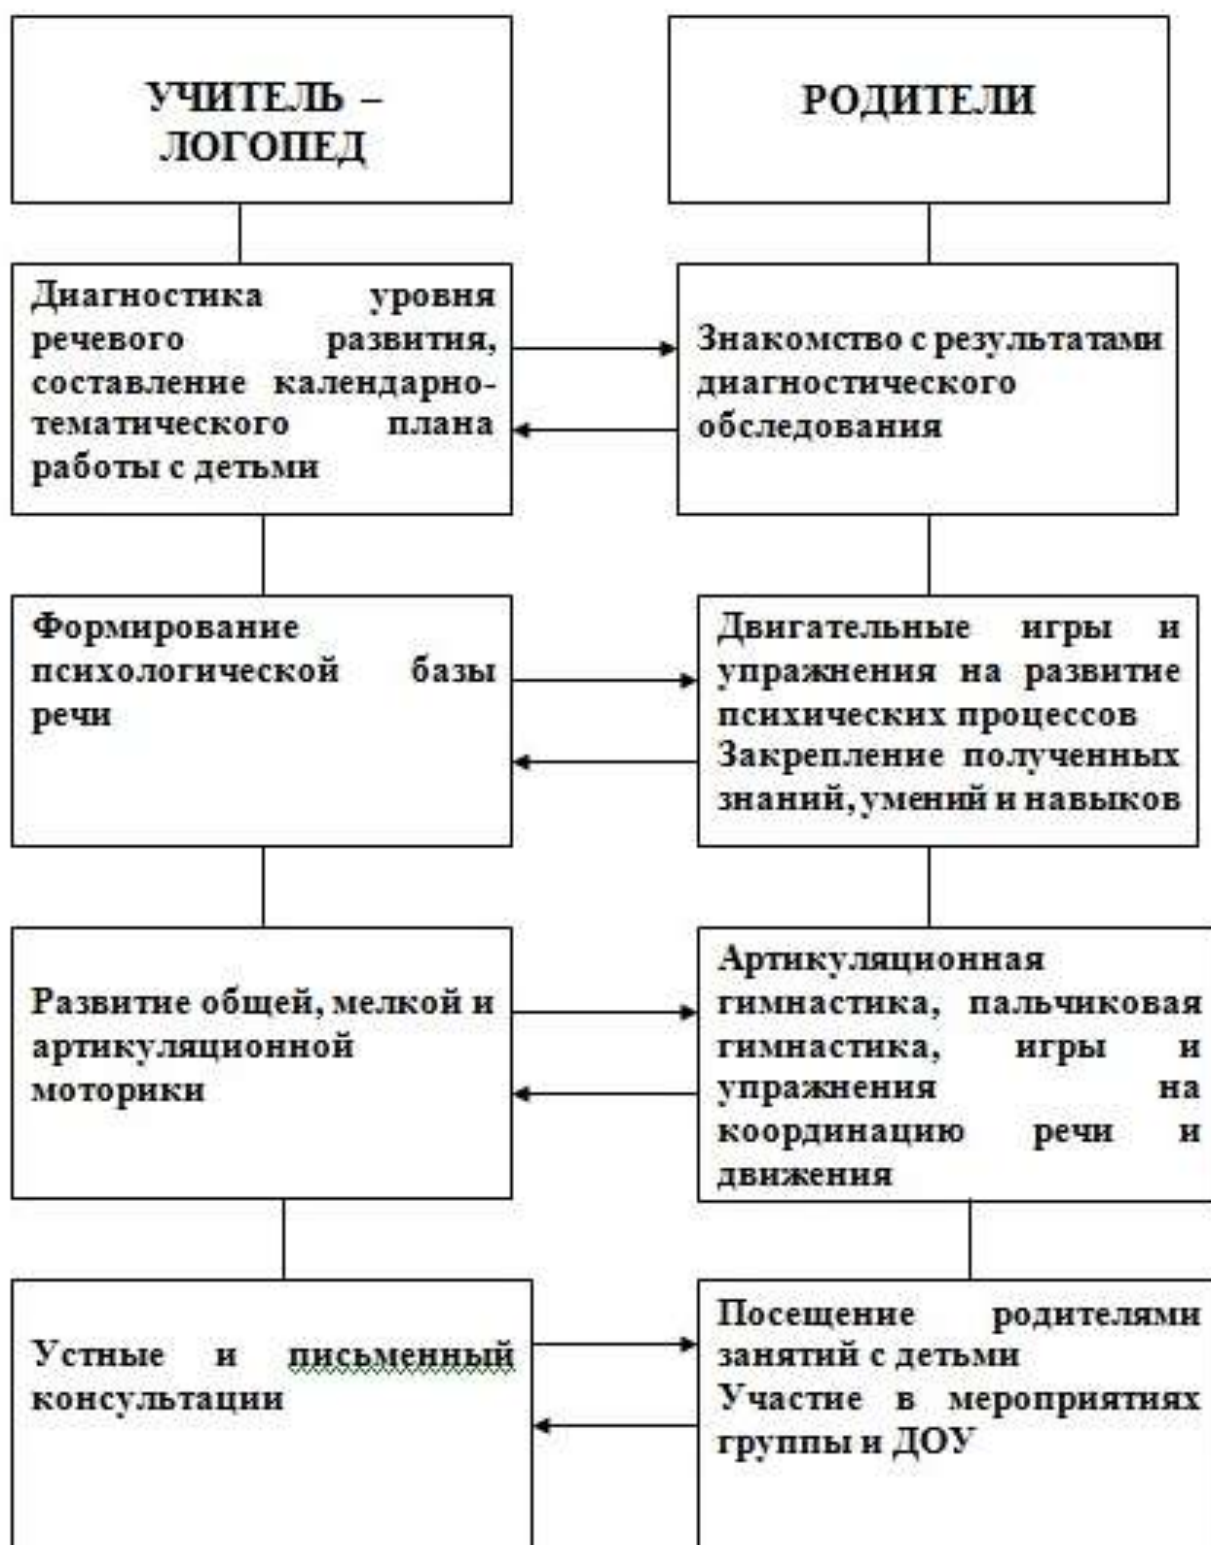 УЧИТЕЛЬ –
ЛОГОПЕД
РОДИТЕЛИ
Диагностика уровня
речевого развития,
составление календарно-
тематического плана
работы с детьми
Знакомство с результатами
диагностического
обследования
Формирование
психологической базы
речи
Двигательные игры и
упражнения на развитие
психических процессов
Закрепление полученных
знаний, умений и навыков
Развитие общей, мелкой и
артикуляционной
моторики
Артикуляционная
гимнастика, пальчиковая
гимнастика, игры и
упражнения на
координацию речи и
движения
Устные и письменный
консультации
Посещение родителями
занятий с детьми
Участие в мероприятиях
группы и ДОУ